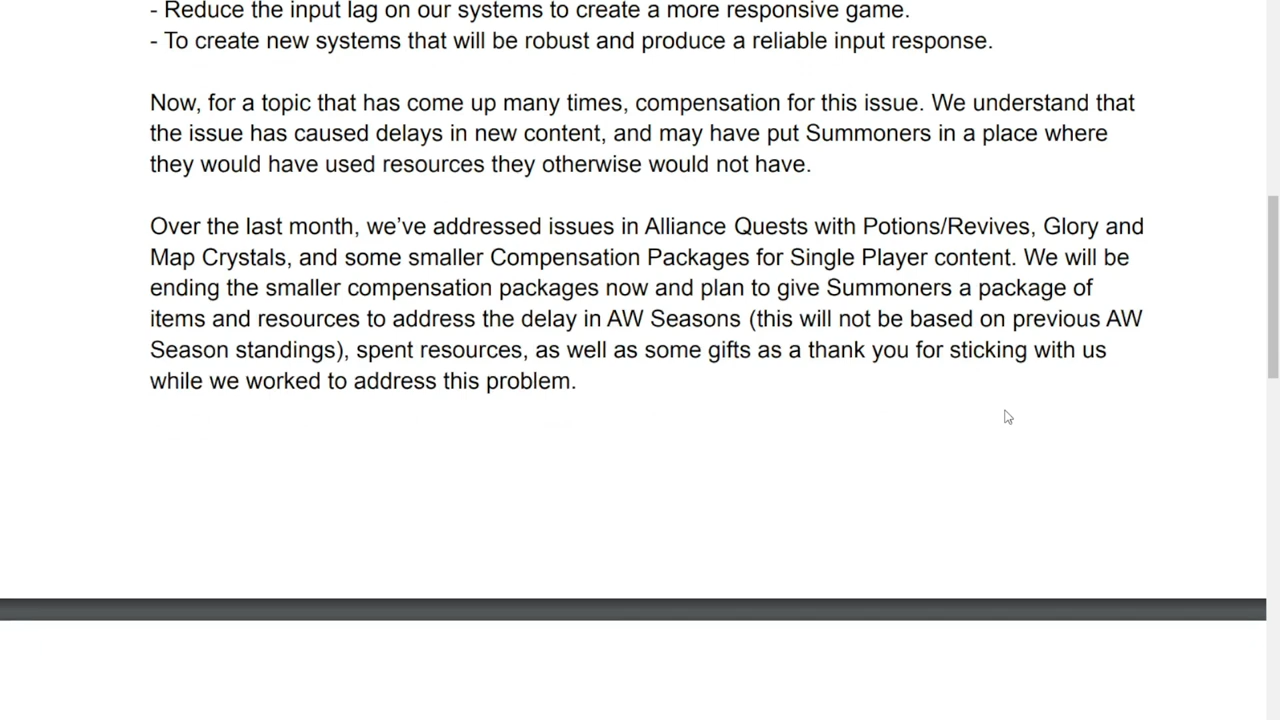 - Reduce the input lag on our systems to create a more responsive game.
- To create new systems that will be robust and produce a reliable input response.
Now, for a topic that has come up many times, compensation for this issue. We understand that
the issue has caused delays in new content, and may have put Summoners in a place where
they would have used resources they otherwise would not have.
Over the last month, we’ve addressed issues in Alliance Quests with Potions/Revives, Glory and
Map Crystals, and some smaller Compensation Packages for Single Player content. We will be
ending the smaller compensation packages now and plan to give Summoners a package of
items and resources to address the delay in AW Seasons (this will not be based on previous AW
Season standings), spent resources, as well as some gifts as a thank you for sticking with us
while we worked to address this problem.